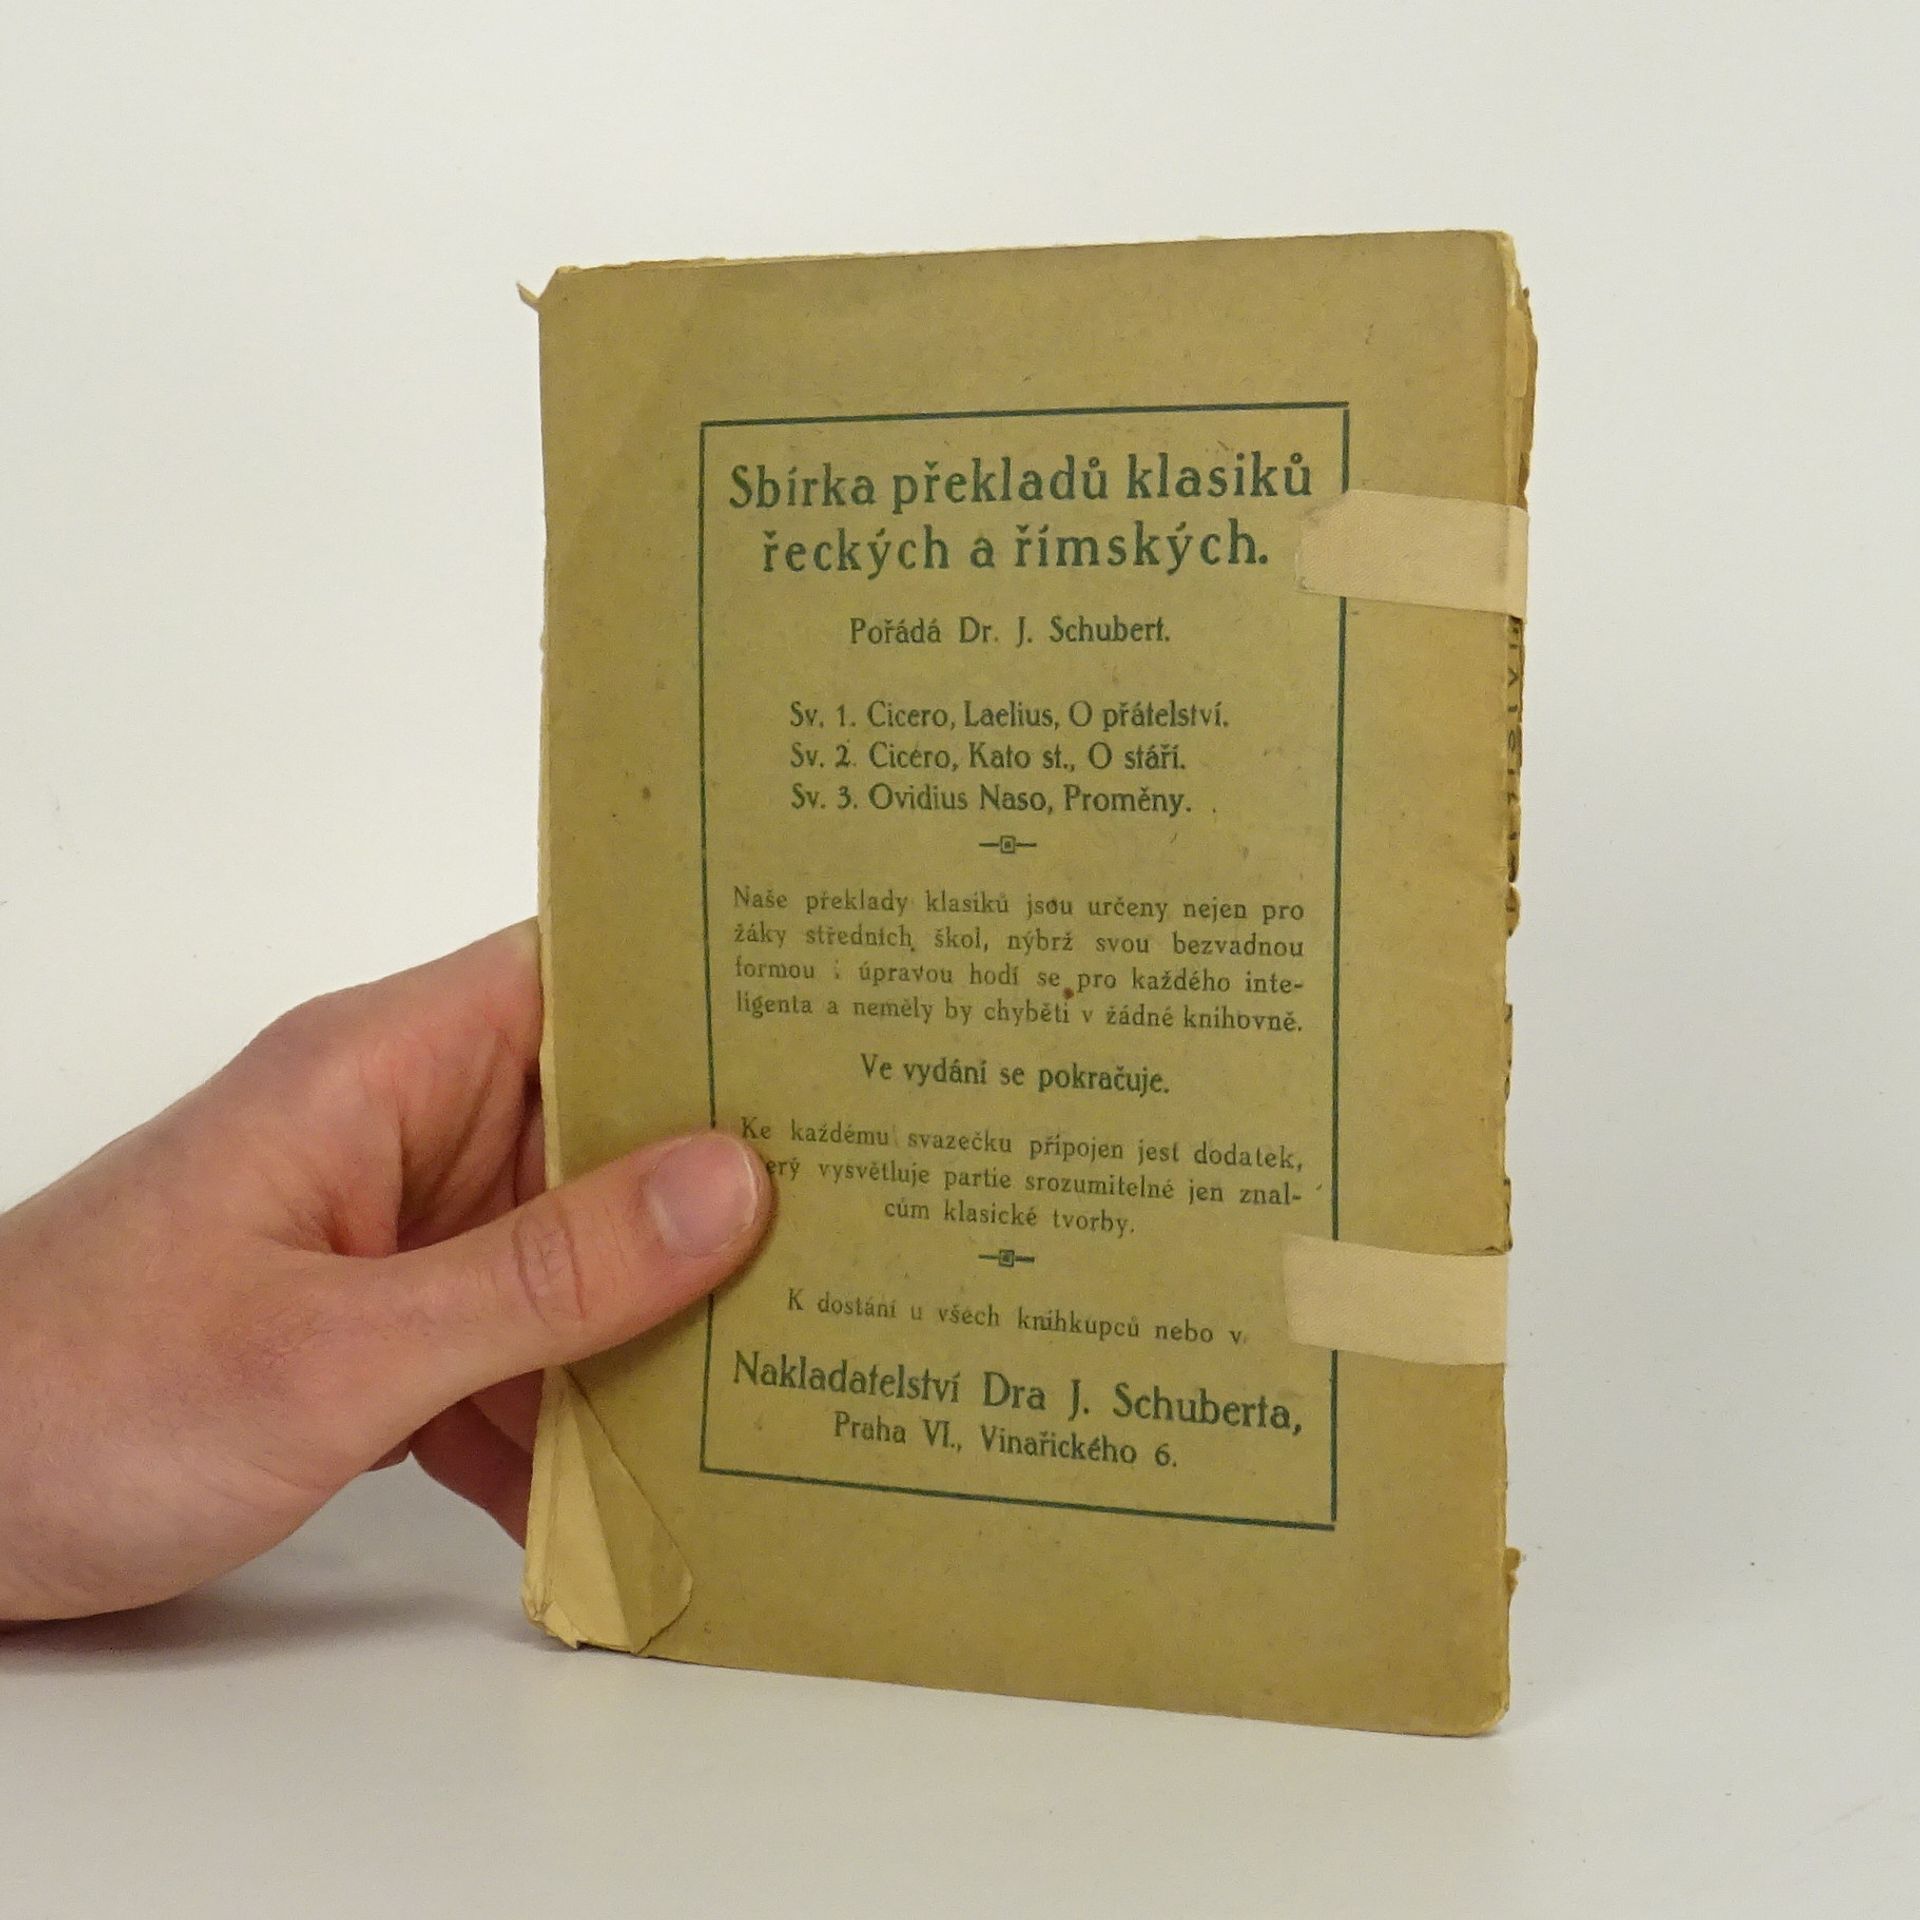 Sbírka překladů klasiků
řeckých a římských.
Pořádá Dr. J. Schubert.
Sv. 1. Cicero, Laelius, O přátelství.
Sv. 2. Cicero, Kato st., O stáří.
Sv. 3. Ovidius Naso, Proměny.
Naše překlady klasiků jsou určeny nejen pro
žáky středních škol, nýbrž svou bezvadnou
formou i úpravou hodí se pro každého inte-
ligenta a neměly by chyběti v žádné knihovně.
Ve vydání se pokračuje.
Ke každému svazečku připojen jest dodatek,
vysvětluje partie srozumitelné jen znal-
cům klasické tvorby.
K dostání u všech knihkupců nebo v
Nakladatelství Dra J. Schuberta,
Praha VI., Vinařického 6.